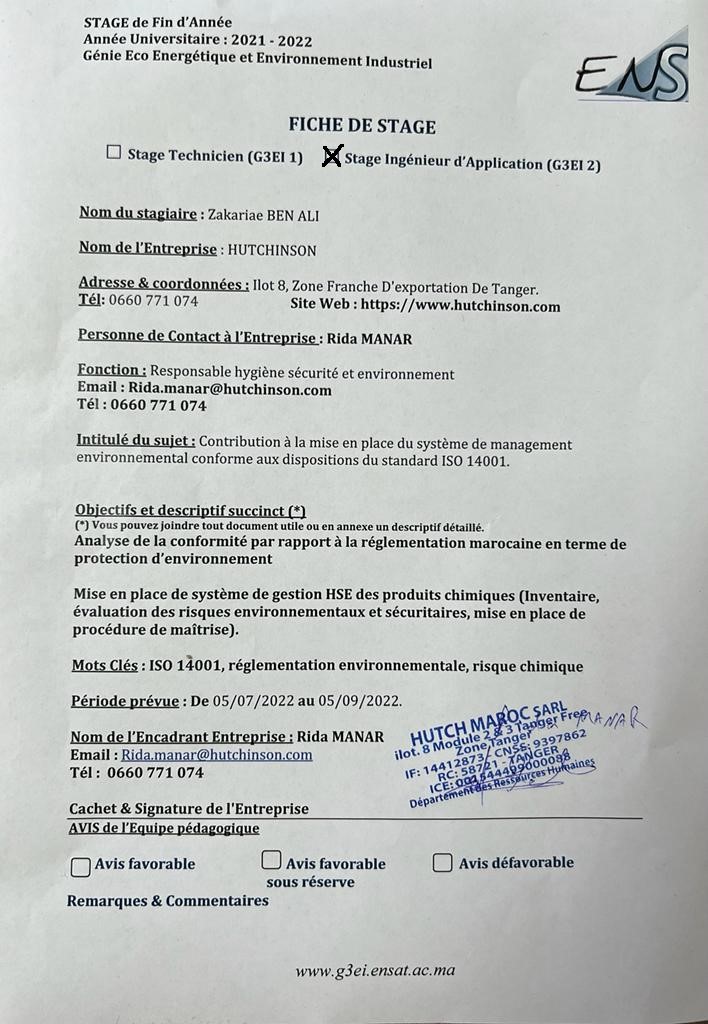 STAGE de Fin d'Année
Année Universitaire : 2021 - 2022
Génie Eco Energétique et Environnement Industriel
ENS
FICHE DE STAGE
Stage Technicien (G3EI 1) Stage Ingénieur d'Application (G3EI 2)
Nom du stagiaire : Zakariae BEN ALI
Nom de l'Entreprise : HUTCHINSON
Adresse & coordonnées : Ilot 8, Zone Franche D'exportation De Tanger.
Tél: 0660 771 074 Site Web : https://www.hutchinson.com
Personne de Contact à l'Entreprise : Rida MANAR
Fonction : Responsable hygiène sécurité et environnement
Email : Rida.manar@hutchinson.com
Tél : 0660 771 074
Intitulé du sujet : Contribution à la mise en place du système de management
environnemental conforme aux dispositions du standard ISO 14001.
Objectifs et descriptif succinct (*)
(*) Vous pouvez joindre tout document utile ou en annexe un descriptif détaillé.
Analyse de la conformité par rapport à la réglementation marocaine en terme de
protection d'environnement
Mise en place de système de gestion HSE des produits chimiques (Inventaire,
évaluation des risques environnementaux et sécuritaires, mise en place de
procédure de maîtrise).
Mots Clés : ISO 14001, réglementation environnementale, risque chimique
Période prévue : De 05/07/2022 au 05/09/2022.
Nom de l'Encadrant Entreprise : Rida MANAR
Email : Rida.manar@hutchinson.com
Tél : 0660 771 074
HUTCH MAROC SARL
ilot. 8 Module 2 & 3 Tanger Free
Zone Tanger
IF: 14412873/ CNSS: 9397862
RC: 58721 - TANGER
ICE: 001544499000088
Département des Ressources Humaines
MANAR
Cachet & Signature de l'Entreprise
AVIS de l'Equipe pédagogique
Avis favorable Avis favorable Avis défavorable
sous réserve
Remarques & Commentaires
www.g3ei.ensat.ac.ma